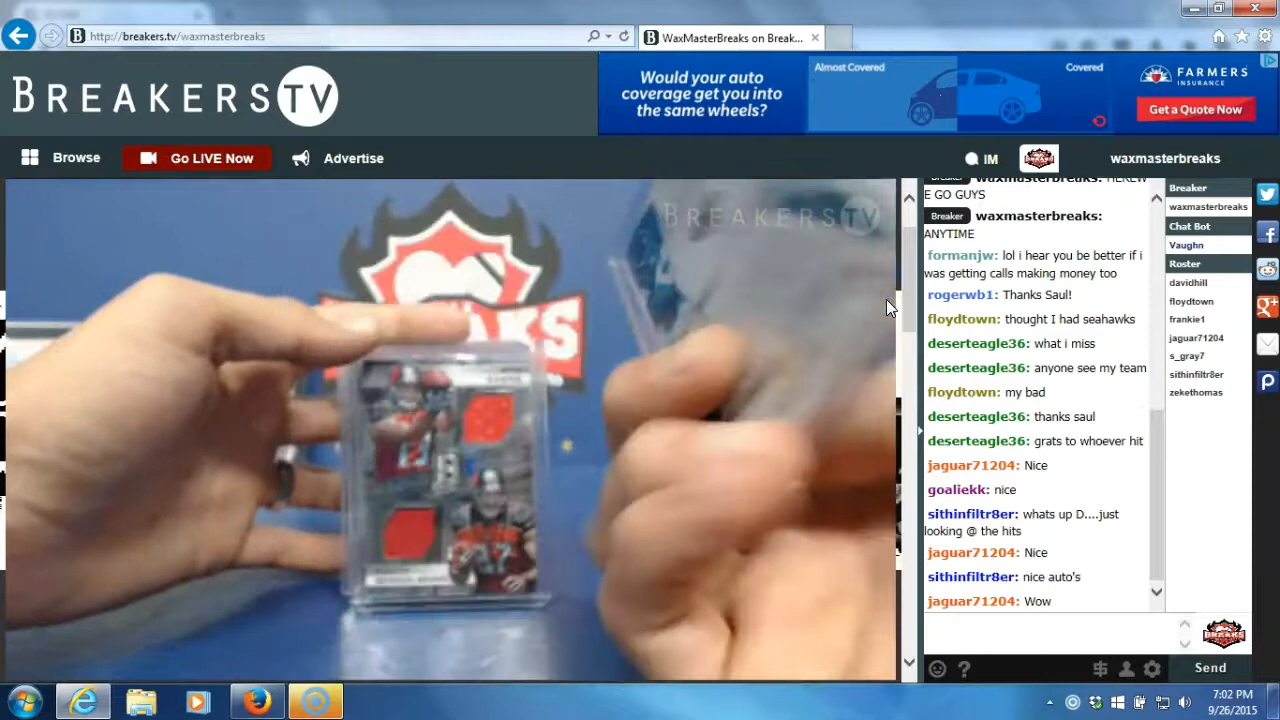 http://breakers.tv/waxmasterbreaks
B WaxMasterBreaks on Break...
BREAKERSTV
Would your auto
coverage get you into
the same wheels?
Almost Covered
Covered
FARMERS
INSURANCE
Get a Quote Now
Browse
Go LIVE Now
Advertise
IM
waxmasterbreaks
BREAKERSTV
E GO GUYS
Breaker waxmasterbreaks:
ANYTIME
formanjw: lol i hear you be better if i
was getting calls making money too
rogerwb1: Thanks Saul!
floydtown: thought I had seahawks
deserteagle36: what i miss
deserteagle36: anyone see my team
floydtown: my bad
deserteagle36: thanks saul
deserteagle36: grats to whoever hit
jaguar71204: Nice
goaliekk: nice
sithinfiltr8er: whats up D....just
looking @ the hits
jaguar71204: Nice
sithinfiltr8er: nice auto's
jaguar71204: Wow
BREAKS
Send
Breaker
waxmasterbreaks
Chat Bot
Vaughn
Roster
davidhill
floydtown
frankie1
jaguar71204
s_gray7
sithinfiltr8er
zekethomas
7:02 PM
9/26/2015